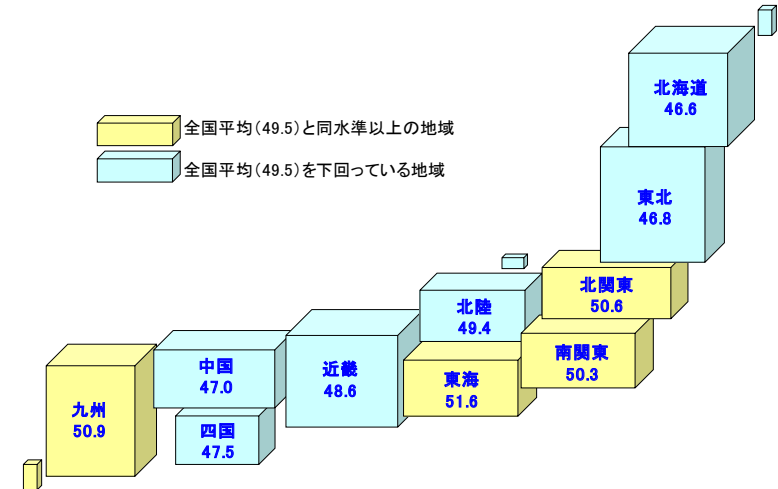 北海道
46.6
全国平均(49.5)と同水準以上の地域
全国平均(49.5)を下回っている地域
東北
46.8
北関東
50.6
北陸
49.4
南関東
50.3
中国
47.0
近畿
48.6
東海
51.6
九州
50.9
四国
47.5